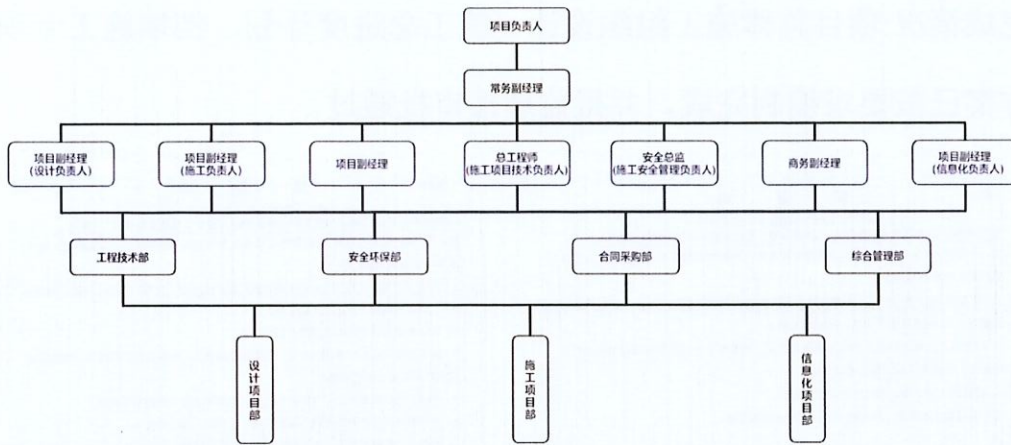 项目负责人
常务副经理
项目副经理
(设计负责人)
项目副经理
(施工负责人)
项目副经理
总工程师
(施工项目技术负责人)
安全总监
(施工安全管理负责人)
商务副经理
项目副经理
(信息化负责人)
工程技术部
安全环保部
合同采购部
综合管理部
设计项目部
施工项目部
信息化项目部